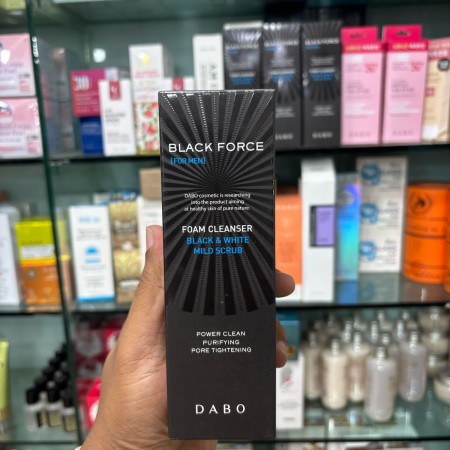 BLACK FORCE
[FOR MEN]
DABO cosmetic is researching
into the product aiming
at healthy skin of pure nature
FOAM CLEANSER
BLACK & WHITE
MILD SCRUB
POWER CLEAN
PURIFYING
PORE TIGHTENING
DABO